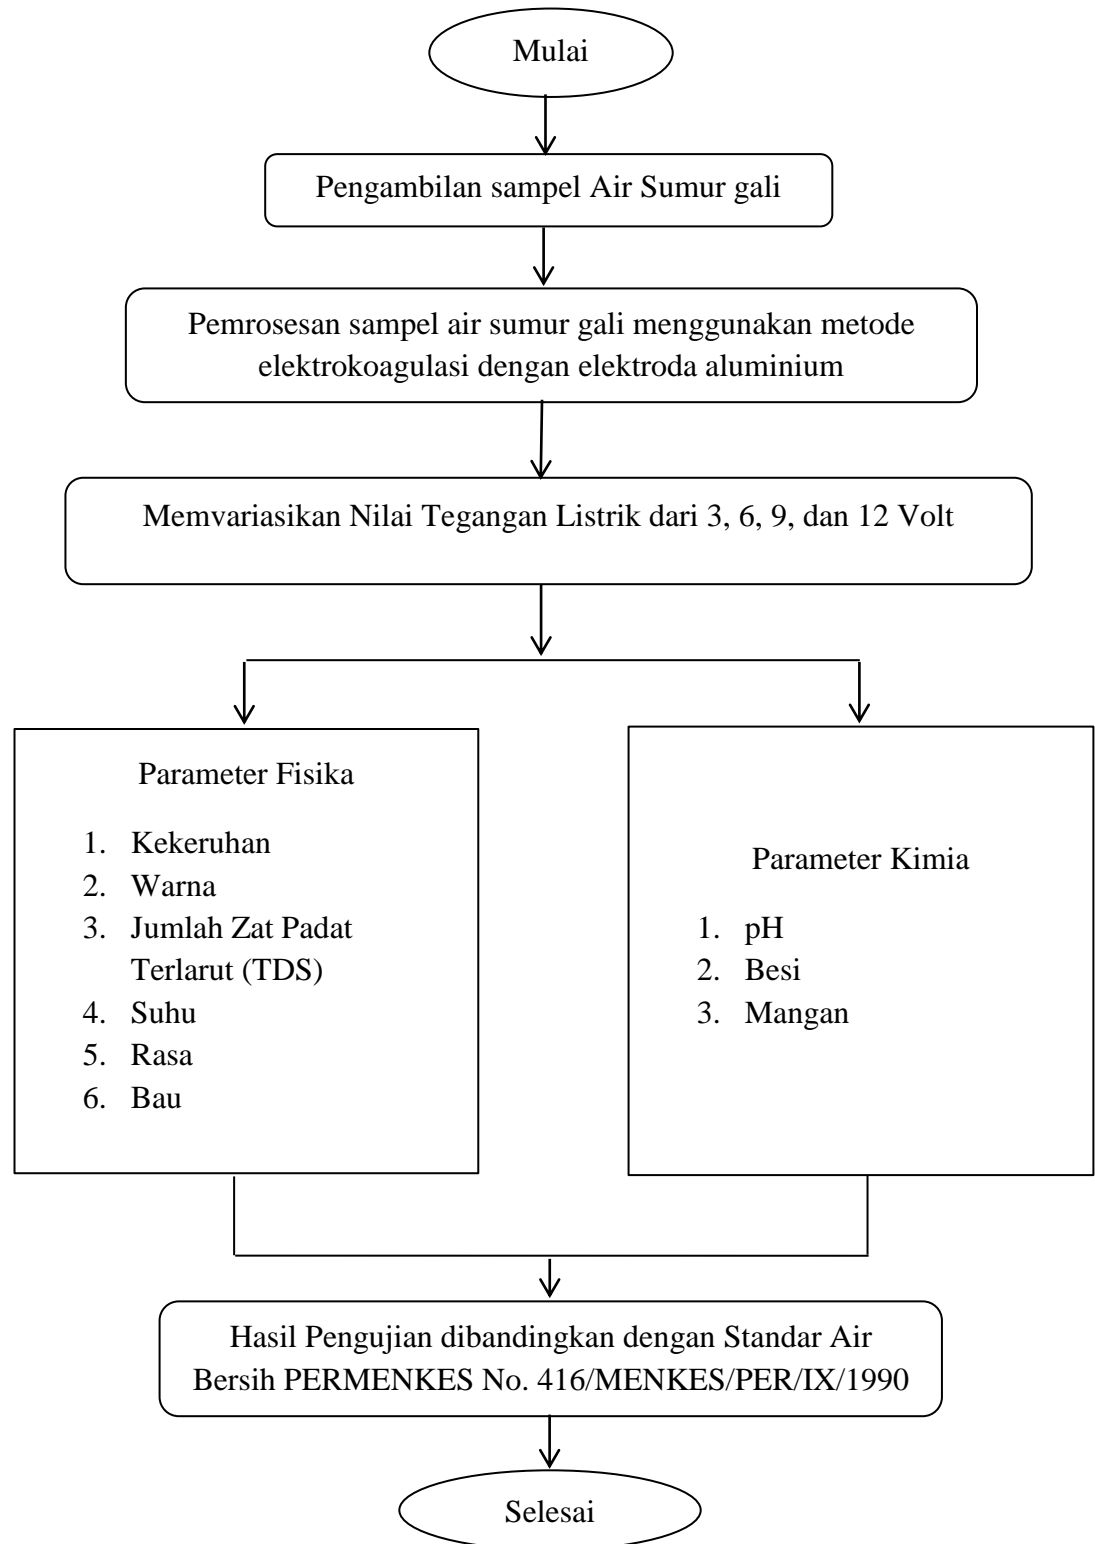 Mulai
Pengambilan sampel Air Sumur gali
Pemrosesan sampel air sumur gali menggunakan metode
elektrokoagulasi dengan elektroda aluminium
Memvariasikan Nilai Tegangan Listrik dari 3, 6, 9, dan 12 Volt
Parameter Fisika
1. Kekeruhan
2. Warna
3. Jumlah Zat Padat
Terlarut (TDS)
4. Suhu
5. Rasa
6. Bau
Parameter Kimia
1. pH
2. Besi
3. Mangan
Hasil Pengujian dibandingkan dengan Standar Air
Bersih PERMENKES No. 416/MENKES/PER/IX/1990
Selesai